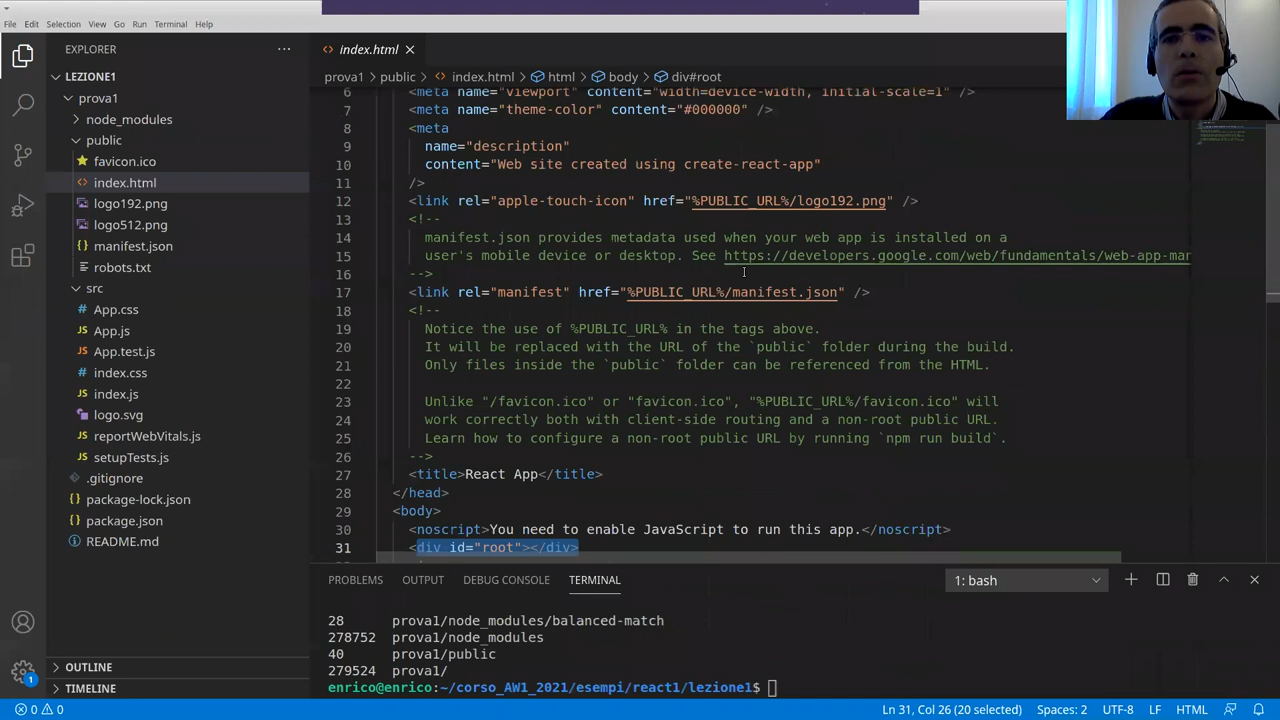 File Edit Selection View Go Run Terminal Help
EXPLORER
LEZIONE1
prova1
node_modules
public
favicon.ico
index.html
logo192.png
logo512.png
manifest.json
robots.txt
src
App.css
App.js
App.test.js
index.css
index.js
logo.svg
reportWebVitals.js
setupTests.js
.gitignore
package-lock.json
package.json
README.md
OUTLINE
TIMELINE
index.html
prova1 > public > index.html > html > body > div#root
6 <meta name="viewport" content="width=device-width, initial-scale=1" />
7 <meta name="theme-color" content="#000000" />
8 <meta
9 name="description"
10 content="Web site created using create-react-app"
11 />
12 <link rel="apple-touch-icon" href="%PUBLIC_URL%/logo192.png" />
13 <!--
14 manifest.json provides metadata used when your web app is installed on a
15 user's mobile device or desktop. See https://developers.google.com/web/fundamentals/web-app-mar
16 -->
17 <link rel="manifest" href="%PUBLIC_URL%/manifest.json" />
18 <!--
19 Notice the use of %PUBLIC_URL% in the tags above.
20 It will be replaced with the URL of the `public` folder during the build.
21 Only files inside the `public` folder can be referenced from the HTML.
22
23 Unlike "/favicon.ico" or "favicon.ico", "%PUBLIC_URL%/favicon.ico" will
24 work correctly both with client-side routing and a non-root public URL.
25 Learn how to configure a non-root public URL by running `npm run build`.
26 -->
27 <title>React App</title>
28 </head>
29 <body>
30 <noscript>You need to enable JavaScript to run this app.</noscript>
31 <div id="root"></div>
PROBLEMS OUTPUT DEBUG CONSOLE TERMINAL 1: bash
28 prova1/node_modules/balanced-match
278752 prova1/node_modules
40 prova1/public
279524 prova1/
enrico@enrico:~/corso_AW1_2021/esempi/react1/lezione1$
1
0 0 Ln 31, Col 26 (20 selected) Spaces: 2 UTF-8 LF HTML